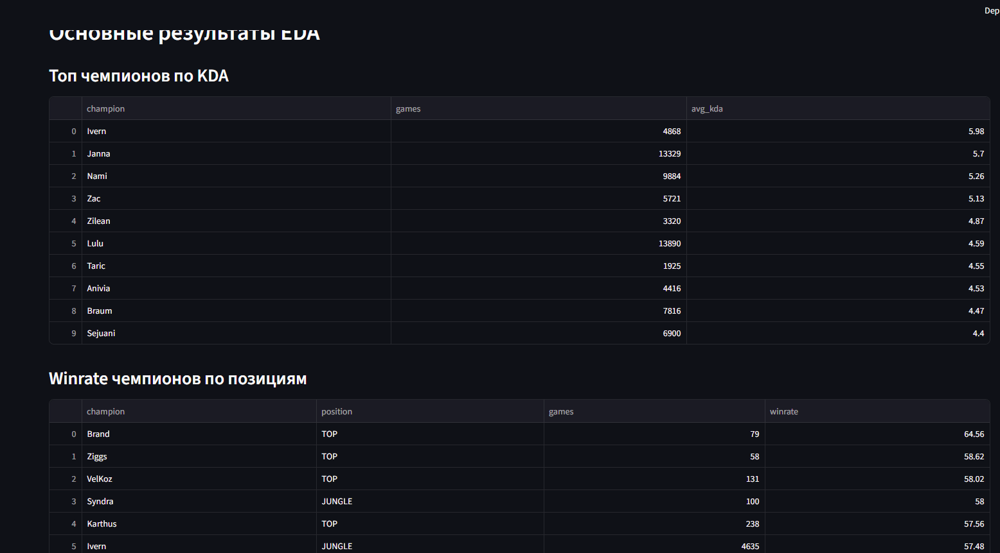 Dep
Основные результаты EDA
Топ чемпионов по KDA
champion games avg_kda
0 Ivern 4868 5.98
1 Janna 13329 5.7
2 Nami 9884 5.26
3 Zac 5721 5.13
4 Zilean 3320 4.87
5 Lulu 13890 4.59
6 Taric 1925 4.55
7 Anivia 4416 4.53
8 Braum 7816 4.47
9 Sejuani 6900 4.4
Winrate чемпионов по позициям
champion position games winrate
0 Brand TOP 79 64.56
1 Ziggs TOP 58 58.62
2 VelKoz TOP 131 58.02
3 Syndra JUNGLE 100 58
4 Karthus TOP 238 57.56
5 Ivern JUNGLE 4635 57.48